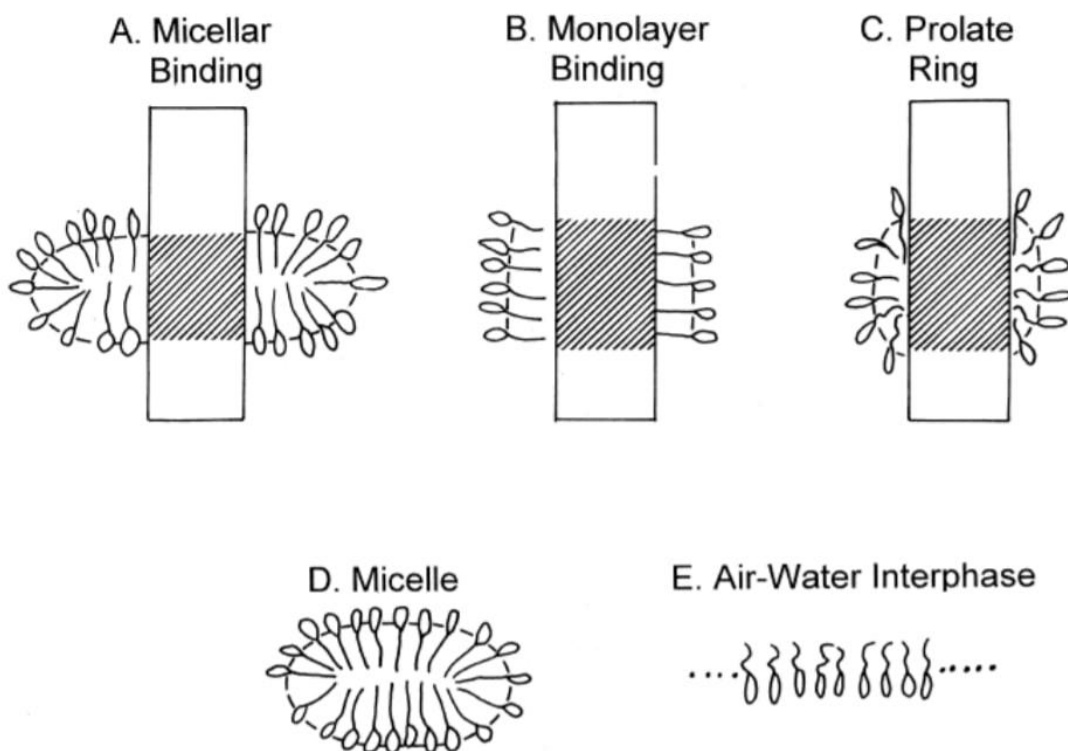 A. Micellar
Binding
B. Monolayer
Binding
C. Prolate
Ring
D. Micelle
E. Air-Water Interphase